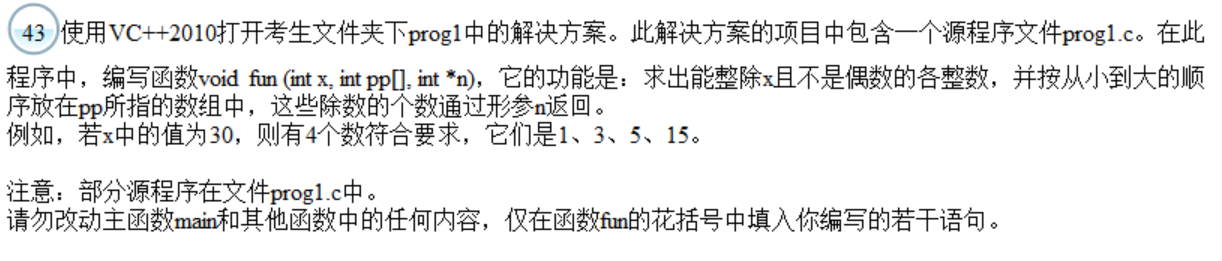 43 使用VC++2010打开考生文件夹下prog1中的解决方案。此解决方案的项目中包含一个源程序文件prog1.c。在此
程序中，编写函数void fun (int x, int pp[], int *n)，它的功能是：求出能整除x且不是偶数的各整数，并按从小到大的顺
序放在pp所指的数组中，这些除数的个数通过形参n返回。
例如，若x中的值为30，则有4个数符合要求，它们是1、3、5、15。
注意：部分源程序在文件prog1.c中。
请勿改动主函数main和其他函数中的任何内容，仅在函数fun的花括号中填入你编写的若干语句。